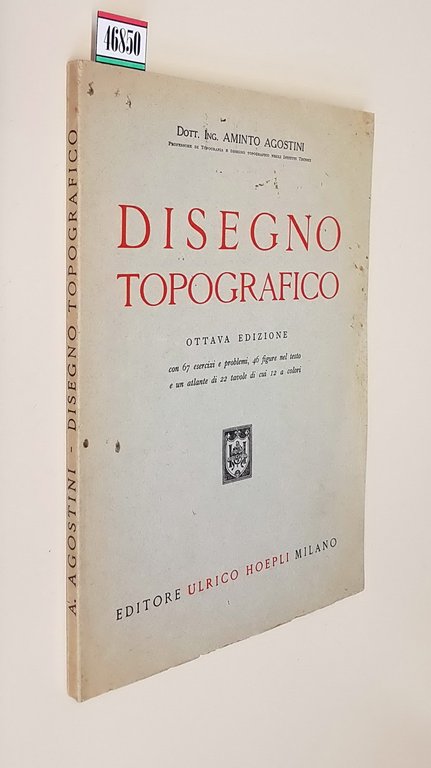 46850
DOTT. ING. AMINTO AGOSTINI
PROFESSORE DI TOPOGRAFIA E DISEGNO TOPOGRAFICO NEGLI ISTITUTI TECNICI
DISEGNO
TOPOGRAFICO
OTTAVA EDIZIONE
con 67 esercizi e problemi, 46 figure nel testo
e un atlante di 22 tavole di cui 12 a colori
EDITORE ULRICO HOEPLI MILANO
A. AGOSTINI - DISEGNO TOPOGRAFICO